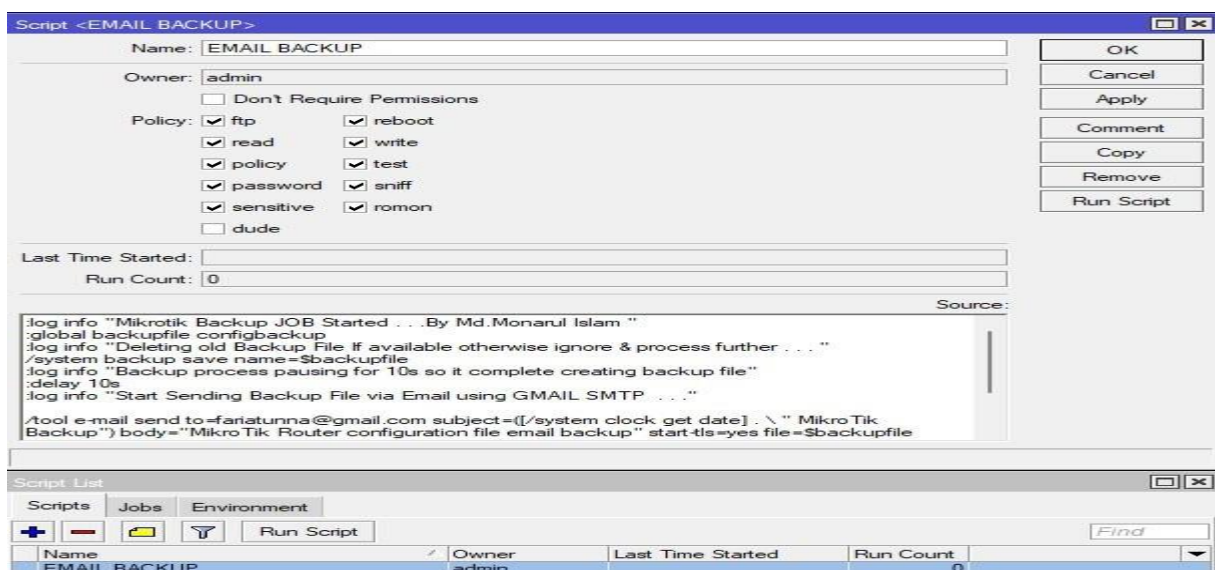 Script <EMAIL BACKUP>
Name: EMAIL BACKUP
OK
Owner: admin
Cancel
Don't Require Permissions
Apply
Policy: ftp reboot
Comment
read write
Copy
policy test
Remove
password sniff
Run Script
sensitive romon
dude
Last Time Started:
Run Count: 0
Source:
:log info "Mikrotik Backup JOB Started . . .By Md.Monarul Islam "
:global backupfile configbackup
:log info "Deleting old Backup File If available otherwise ignore & process further . . . "
/system backup save name=$backupfile
:log info "Backup process pausing for 10s so it complete creating backup file"
:delay 10s
:log info "Start Sending Backup File via Email using GMAIL SMTP . . ."
/tool e-mail send to=fariatunna@gmail.com subject=([/system clock get date] . \ " MikroTik
Backup") body="MikroTik Router configuration file email backup" start-tls=yes file=$backupfile
Script List
Scripts Jobs Environment
Run Script
Find
Name Owner Last Time Started Run Count
EMAIL BACKUP admin 0